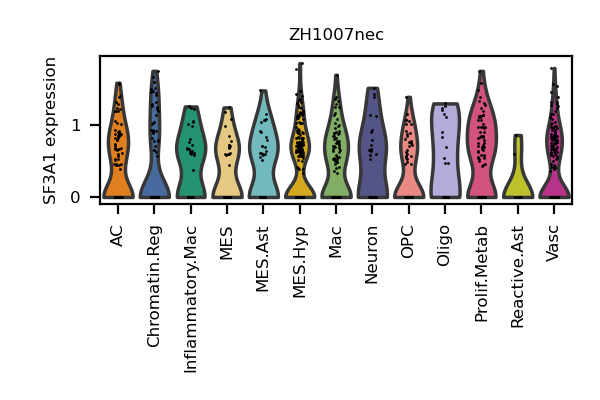 ZH1007nec
SF3A1 expression
1
0
AC
Chromatin.Reg
Inflammatory.Mac
MES
MES.Ast
MES.Hyp
Mac
Neuron
OPC
Oligo
Prolif.Metab
Reactive.Ast
Vasc